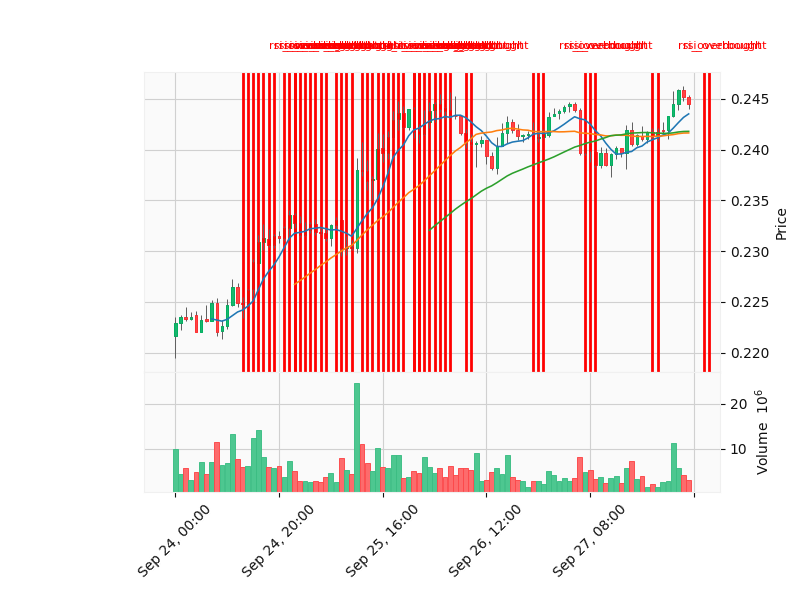 rsi_overbought
rsi_overbought
0.245
0.240
0.235
0.230
0.225
0.220
Price
20
10
Volume 10⁶
Sep 24, 00:00
Sep 24, 20:00
Sep 25, 16:00
Sep 26, 12:00
Sep 27, 08:00